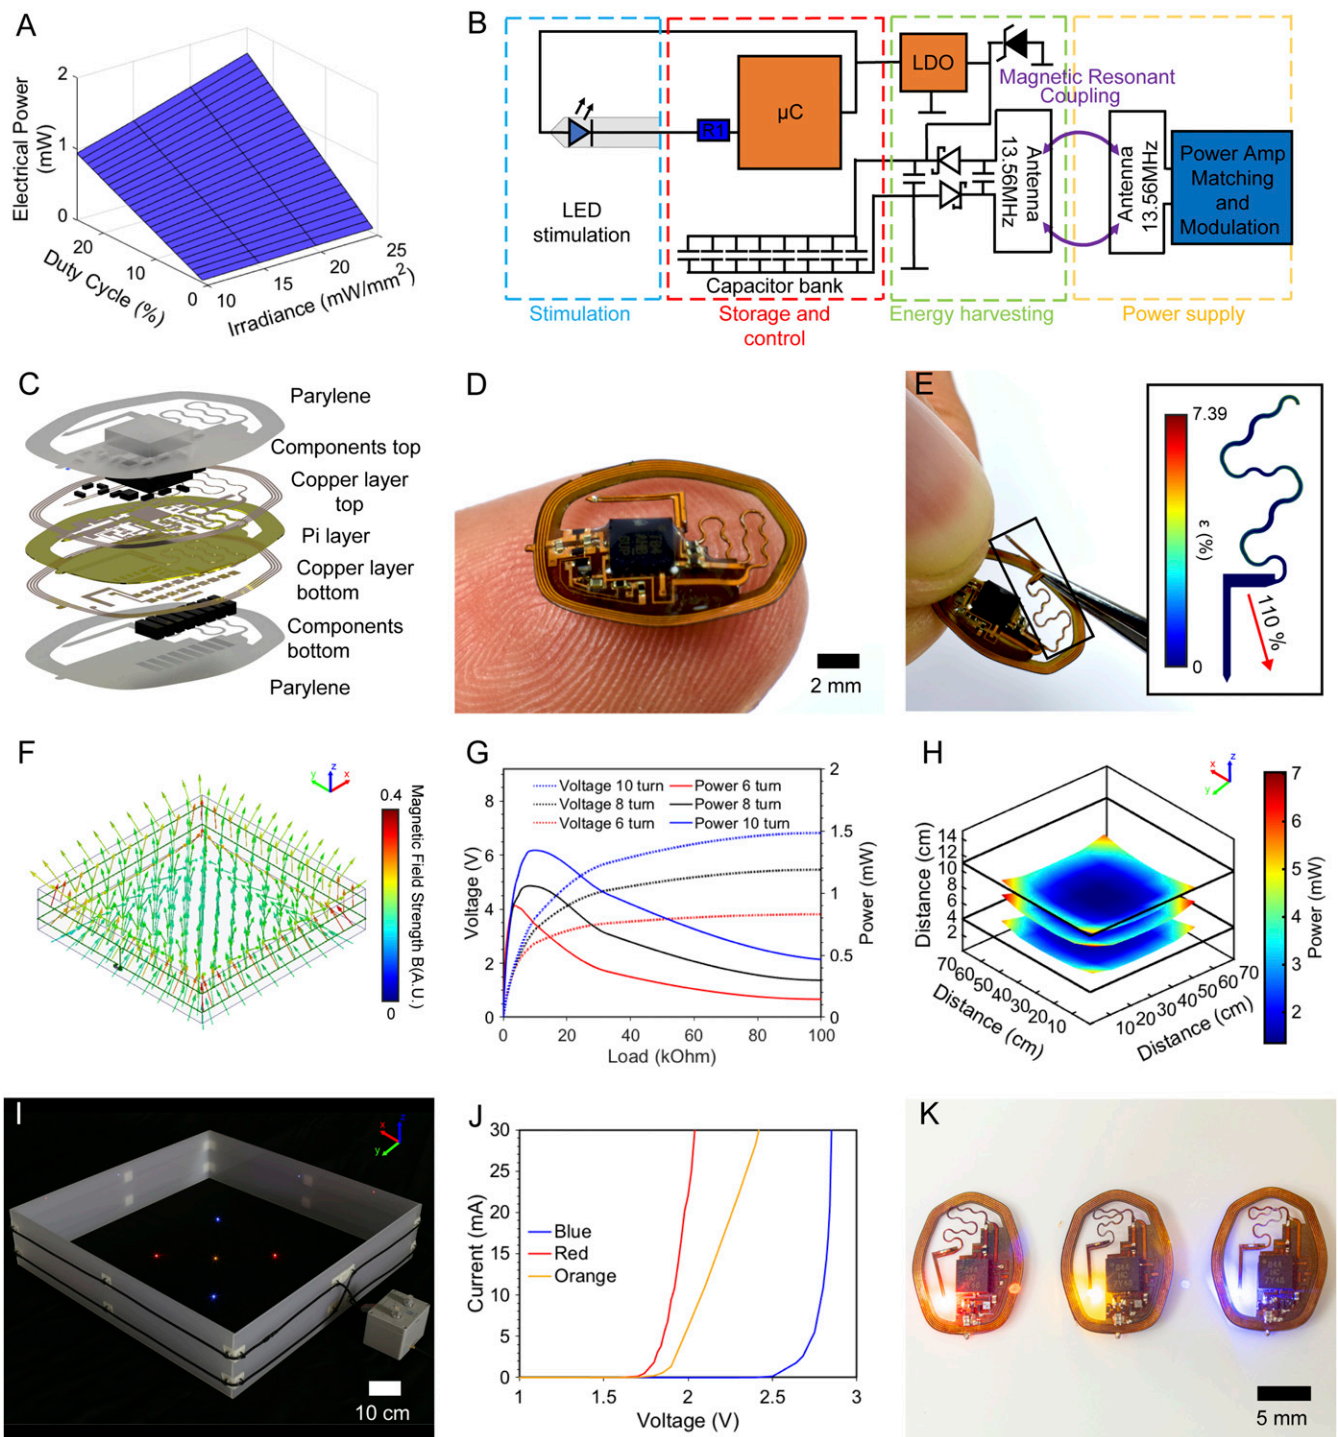 A
Electrical Power
(mW)
2
1
0
20
10
0
Duty Cycle (%)
10
15
20
25
Irradiance (mW/mm²)
B
LED
stimulation
R1
µC
Capacitor bank
LDO
Magnetic Resonant
Coupling
Antenna
13.56MHz
Antenna
13.56MHz
Power Amp
Matching
and
Modulation
Stimulation
Storage and
control
Energy harvesting
Power supply
C
Parylene
Components top
Copper layer
top
Pi layer
Copper layer
bottom
Components
bottom
Parylene
D
2 mm
E
7.39
ε (%)
0
110 %
F
z
y
x
0.4
0
Magnetic Field Strength B(A.U.)
G
Voltage 10 turn
Voltage 8 turn
Voltage 6 turn
Power 6 turn
Power 8 turn
Power 10 turn
Voltage (V)
8
6
4
2
0
Power (mW)
2
1.5
1
0.5
0
0
20
40
60
80
100
Load (kOhm)
H
x
z
y
Distance (cm)
14
12
10
8
6
4
2
70
60
50
40
30
20
10
Distance (cm)
10
20
30
40
50
60
70
Distance (cm)
7
6
5
4
3
2
Power (mW)
I
x
z
y
10 cm
J
Current (mA)
30
25
20
15
10
5
0
Blue
Red
Orange
1
1.5
2
2.5
3
Voltage (V)
K
5 mm